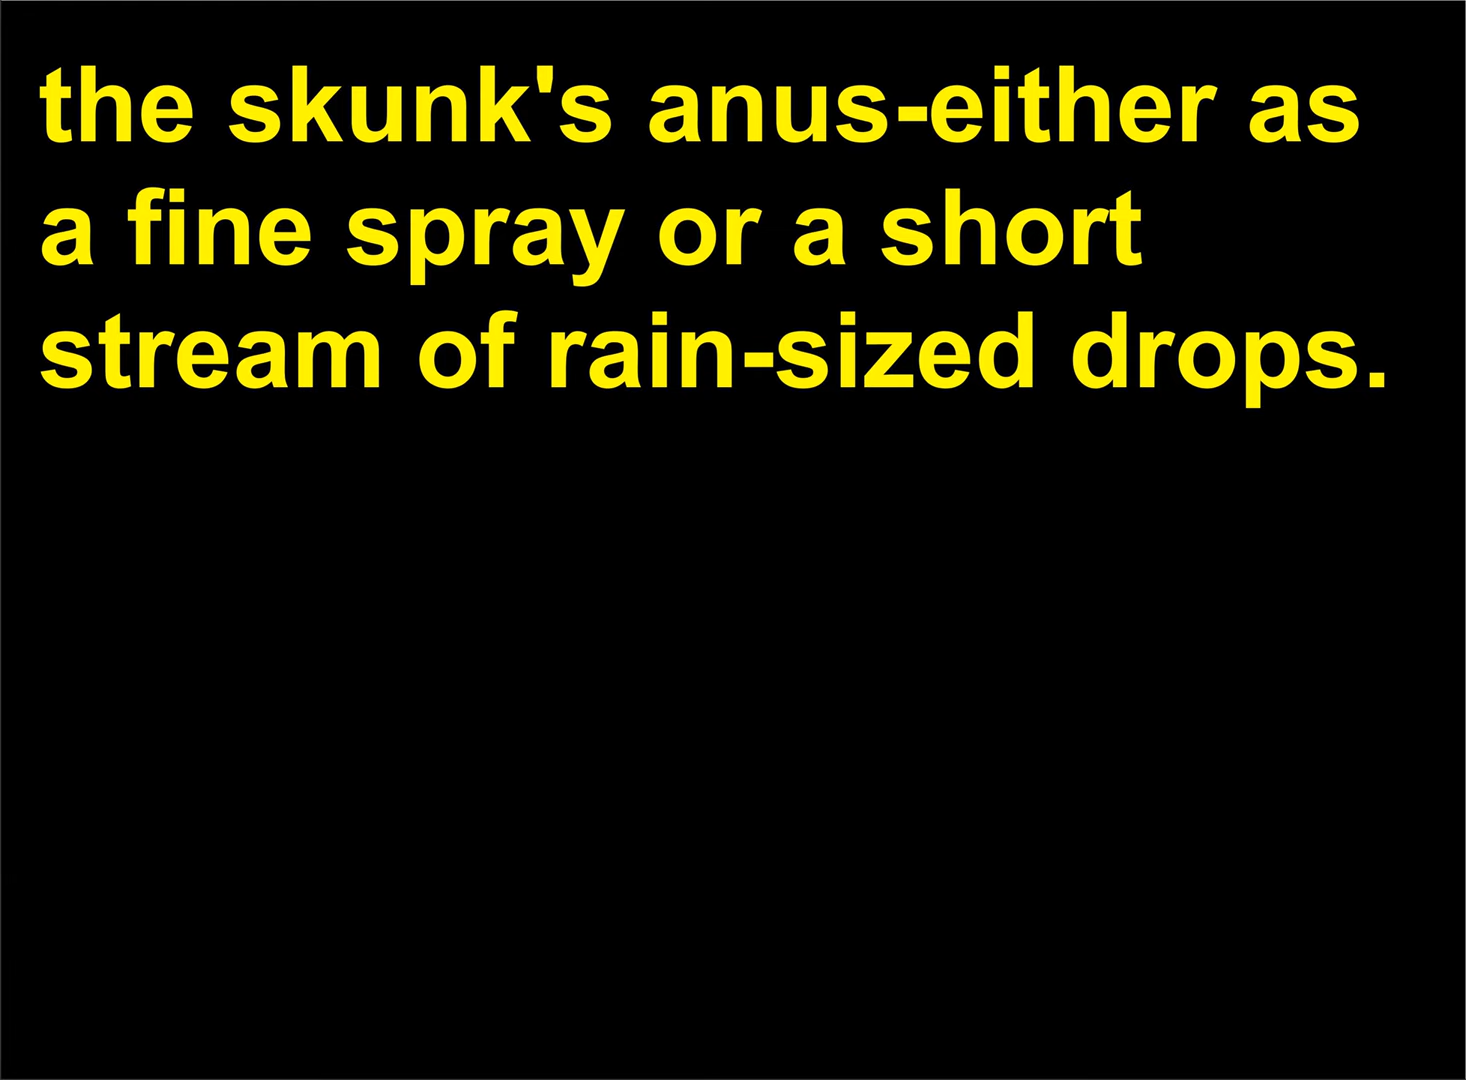 the skunk's anus-either as
a fine spray or a short
stream of rain-sized drops.